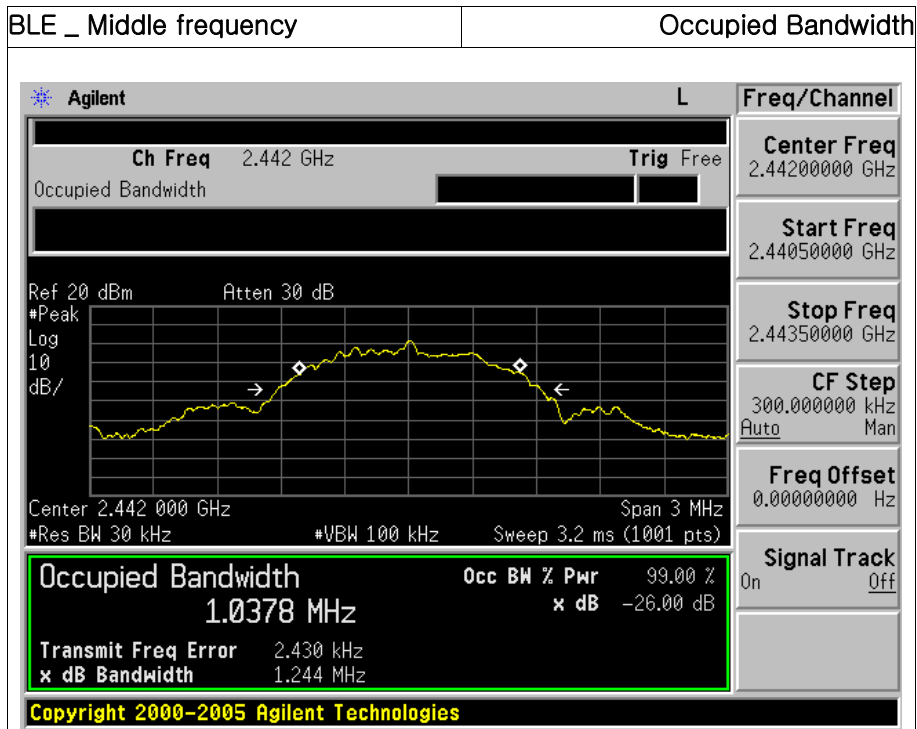 BLE _ Middle frequency
Occupied Bandwidth
Agilent
L
Freq/Channel
Ch Freq 2.442 GHz
Trig Free
Occupied Bandwidth
Center Freq
2.44200000 GHz
Start Freq
2.44050000 GHz
Stop Freq
2.44350000 GHz
CF Step
300.000000 kHz
Auto Man
Freq Offset
0.00000000 Hz
Signal Track
On Off
Ref 20 dBm
Atten 30 dB
#Peak
Log
10
dB/
Center 2.442 000 GHz
Span 3 MHz
#Res BW 30 kHz
#VBW 100 kHz
Sweep 3.2 ms (1001 pts)
Occupied Bandwidth
1.0378 MHz
Occ BW % Pwr 99.00 %
x dB -26.00 dB
Transmit Freq Error 2.430 kHz
x dB Bandwidth 1.244 MHz
Copyright 2000-2005 Agilent Technologies